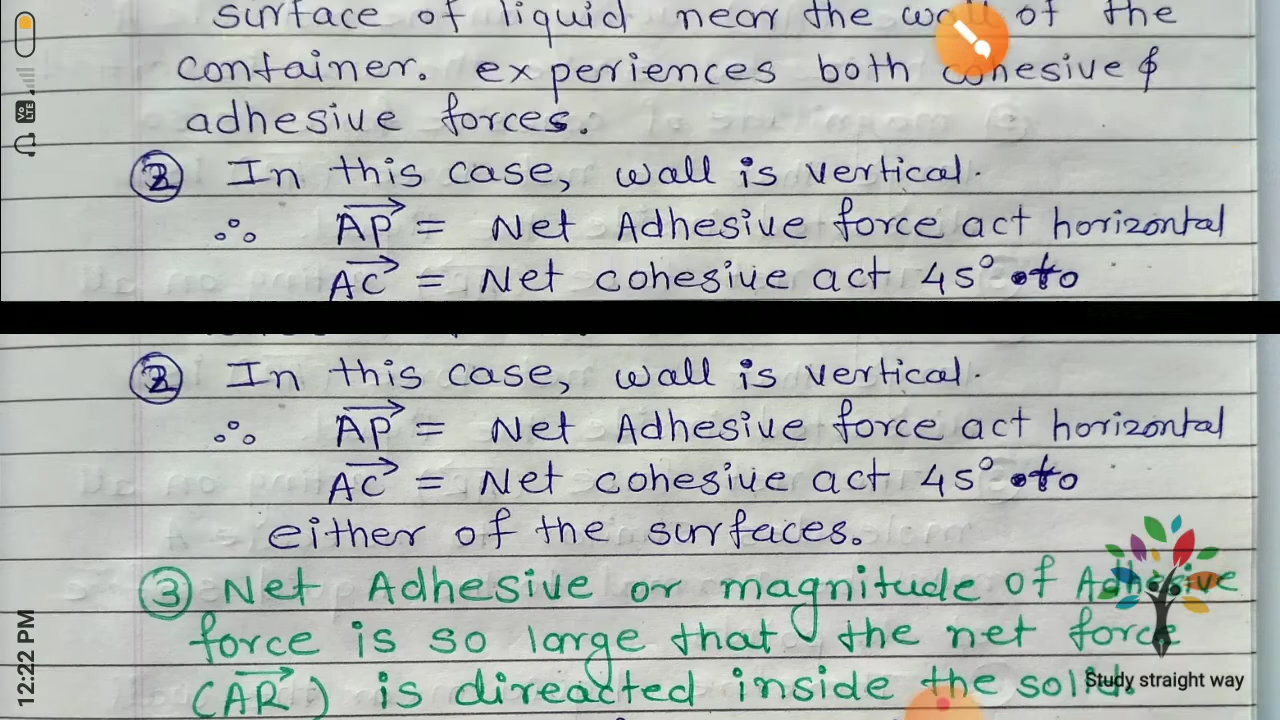 surface of liquid near the wall of the
container. experiences both cohesive &
adhesive forces.
② In this case, wall is vertical.
∴ AP = Net Adhesive force act horizontal
AC = Net cohesive act 45° to
② In this case, wall is vertical.
∴ AP = Net Adhesive force act horizontal
AC = Net cohesive act 45° to
either of the surfaces.
③ Net Adhesive or magnitude of Adhesive
force is so large that the net force
(AR) is direacted inside the solid.
Study straight way
12:22 PM
Vo LTE